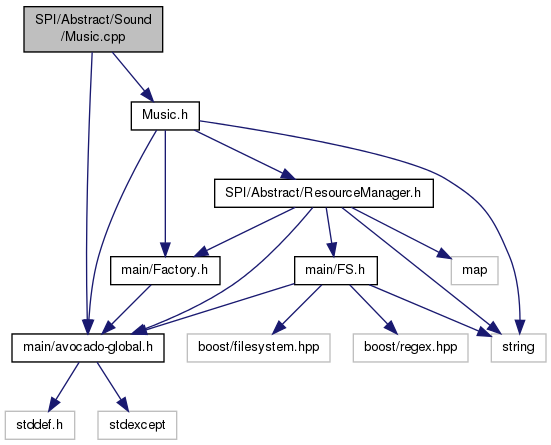 SPI/Abstract/Sound
/Music.cpp
Music.h
SPI/Abstract/ResourceManager.h
main/Factory.h
main/FS.h
map
main/avocado-global.h
boost/filesystem.hpp
boost/regex.hpp
string
stddef.h
stdexcept